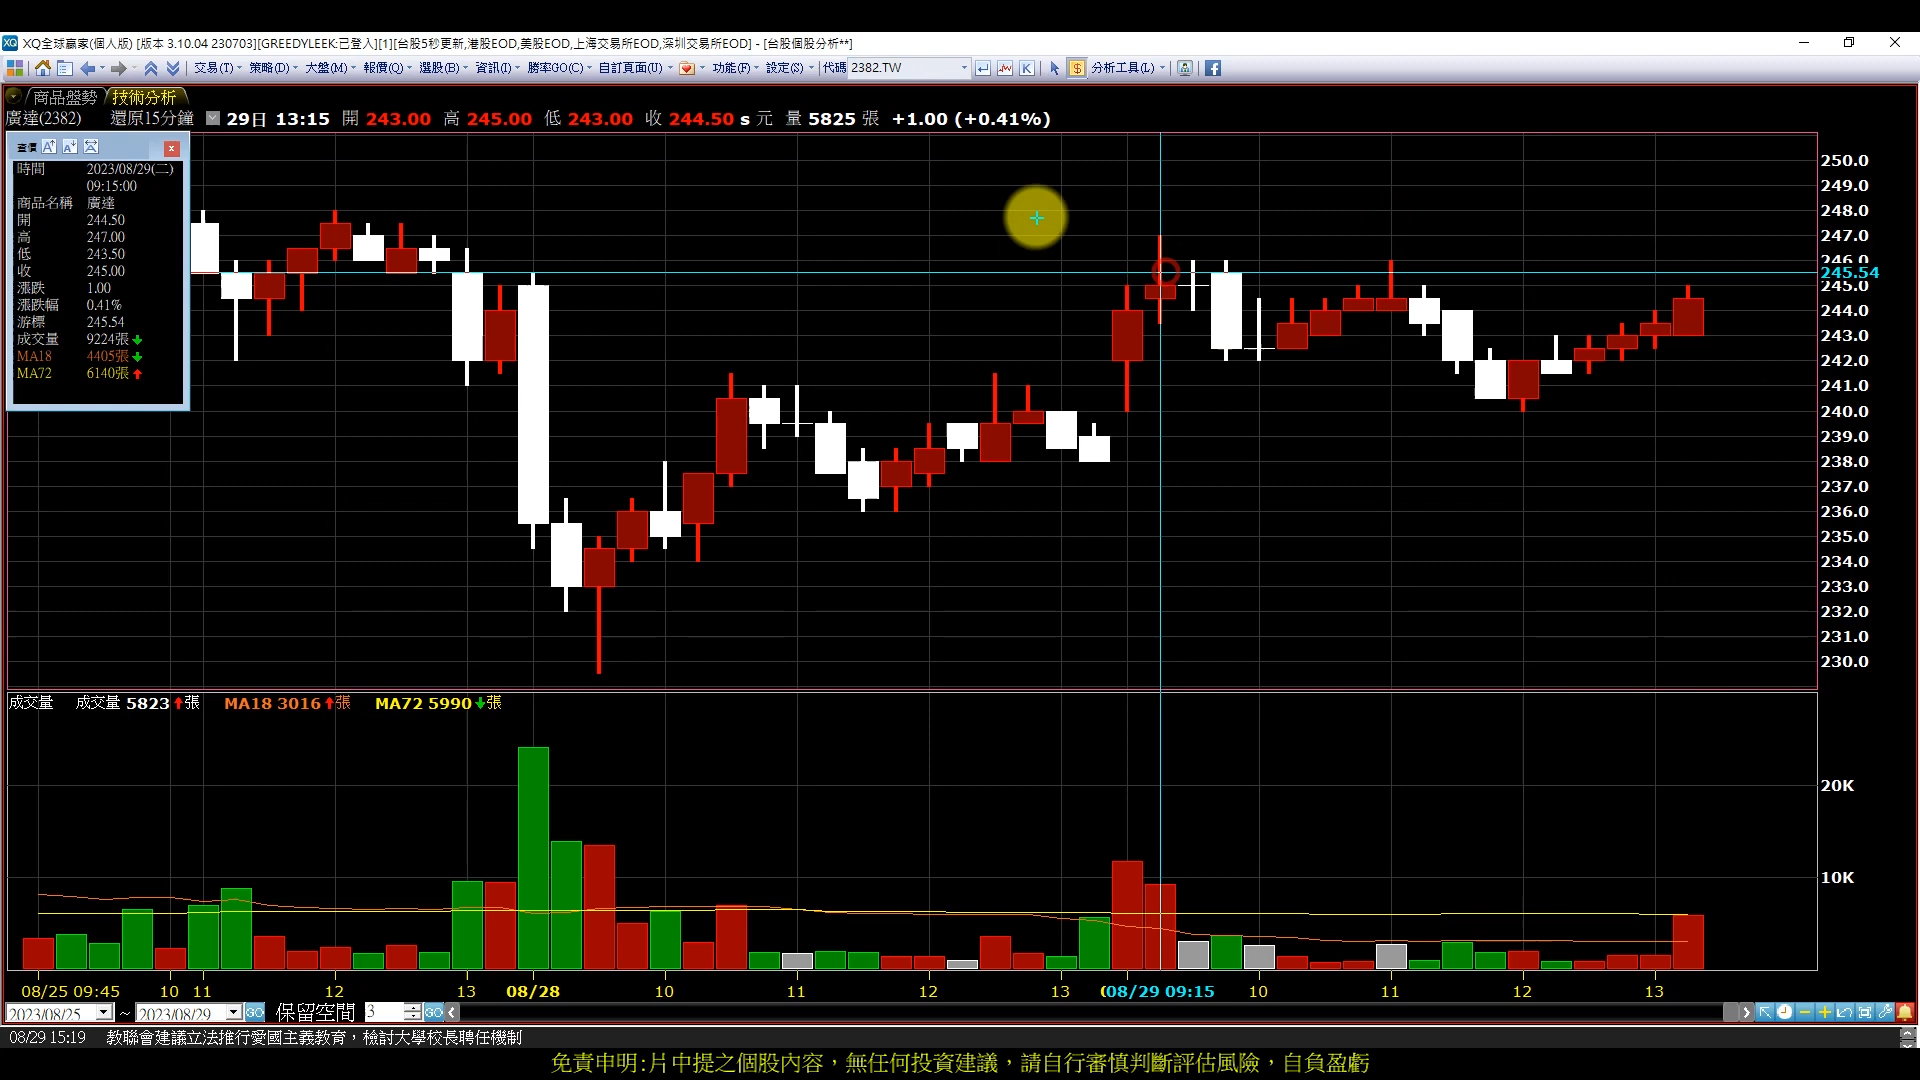 XQ全球贏家(個人版) [版本 3.10.04 230703][GREEDYLEEK:已登入][1][台股5秒更新,港股EOD,美股EOD,上海交易所EOD,深圳交易所EOD] - [台股個股分析**]
交易(T) 策略(D) 大盤(M) 報價(Q) 選股(B) 資訊(I) 勝率GO(C) 自訂頁面(U) 功能(F) 設定(S) 代碼 2382.TW K $ 分析工具(L)
商品盤勢 技術分析
廣達(2382) 還原15分鐘 29日 13:15 開 243.00 高 245.00 低 243.00 收 244.50 s 元 量 5825 張 +1.00 (+0.41%)
查價
時間 2023/08/29(二)
09:15:00
商品名稱 廣達
開 244.50
高 247.00
低 243.50
收 245.00
漲跌 1.00
漲跌幅 0.41%
游標 245.54
成交量 9224張
MA18 4405張
MA72 6140張
250.0
249.0
248.0
247.0
246.0
245.54
245.0
244.0
243.0
242.0
241.0
240.0
239.0
238.0
237.0
236.0
235.0
234.0
233.0
232.0
231.0
230.0
成交量 成交量 5823張 MA18 3016張 MA72 5990張
20K
10K
08/25 09:45 10 11 12 13 08/28 10 11 12 13 08/29 09:15 10 11 12 13
2023/08/25 ~ 2023/08/29 GO 保留空間 3 GO
08/29 15:19 教聯會建議立法推行愛國主義教育，檢討大學校長聘任機制
免責申明:片中提之個股內容，無任何投資建議，請自行審慎判斷評估風險，自負盈虧